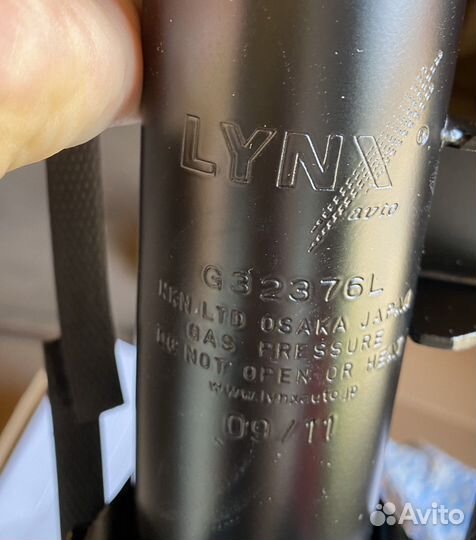 LYNX®
auto
G32376L
NKN.LTD OSAKA JAPAN
GAS PRESSURE
DO NOT OPEN OR HEAT
www.lynxauto.jp
09/11
Avito